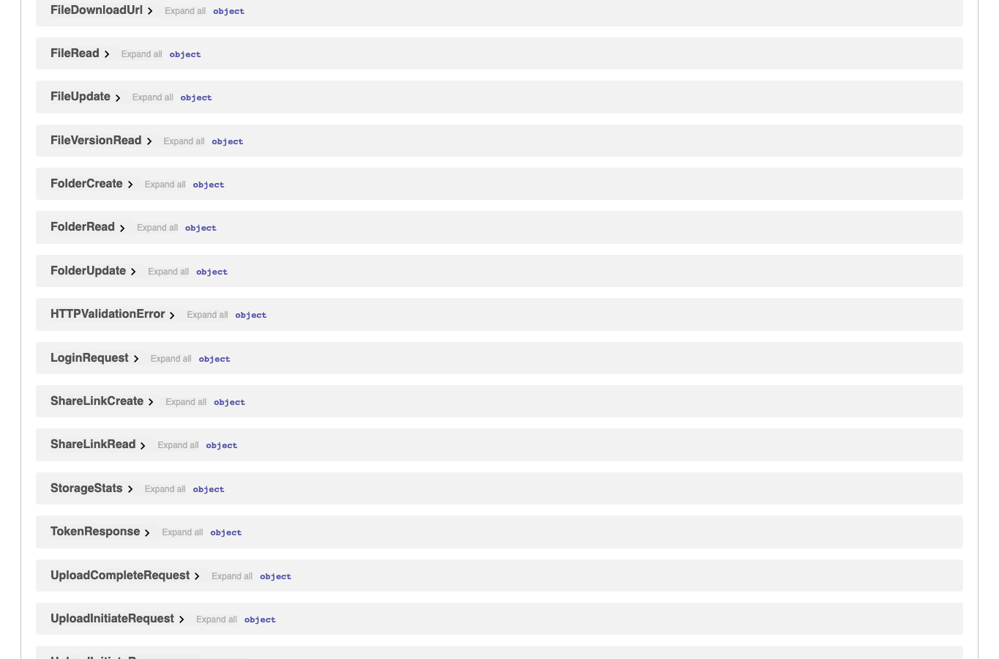 FileDownloadUrl Expand all object
FileRead Expand all object
FileUpdate Expand all object
FileVersionRead Expand all object
FolderCreate Expand all object
FolderRead Expand all object
FolderUpdate Expand all object
HTTPValidationError Expand all object
LoginRequest Expand all object
ShareLinkCreate Expand all object
ShareLinkRead Expand all object
StorageStats Expand all object
TokenResponse Expand all object
UploadCompleteRequest Expand all object
UploadInitiateRequest Expand all object